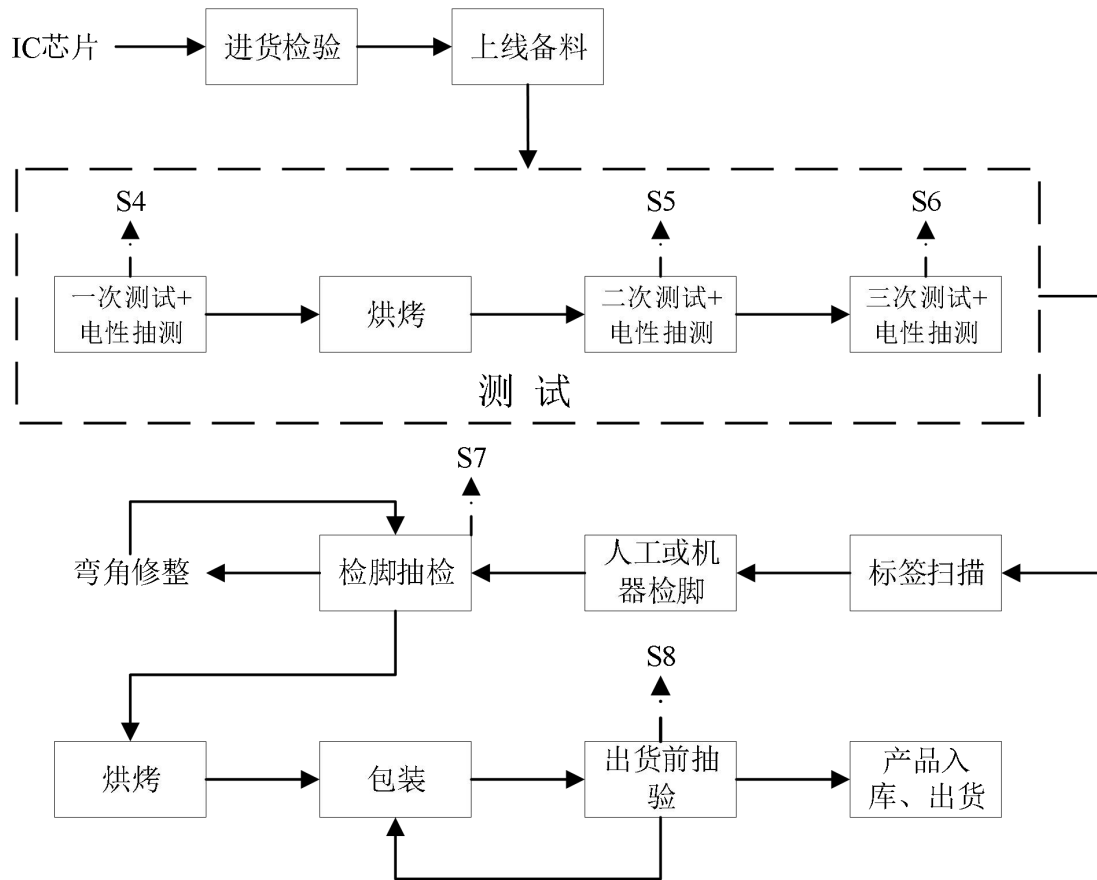 IC芯片
进货检验
上线备料
S4
S5
S6
一次测试+
电性抽测
烘烤
二次测试+
电性抽测
三次测试+
电性抽测
测 试
S7
弯角修整
检脚抽检
人工或机
器检脚
标签扫描
S8
烘烤
包装
出货前抽
验
产品入
库、出货